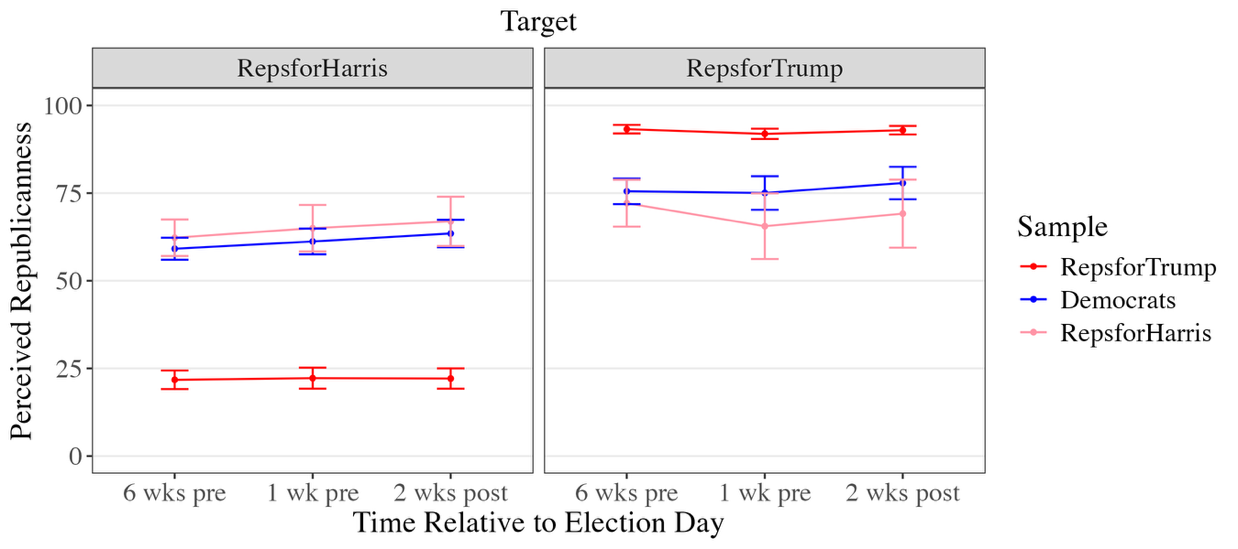 Target
RepsforHarris
RepsforTrump
Perceived Republicanness
100
75
50
25
0
6 wks pre
1 wk pre
2 wks post
6 wks pre
1 wk pre
2 wks post
Time Relative to Election Day
Sample
RepsforTrump
Democrats
RepsforHarris